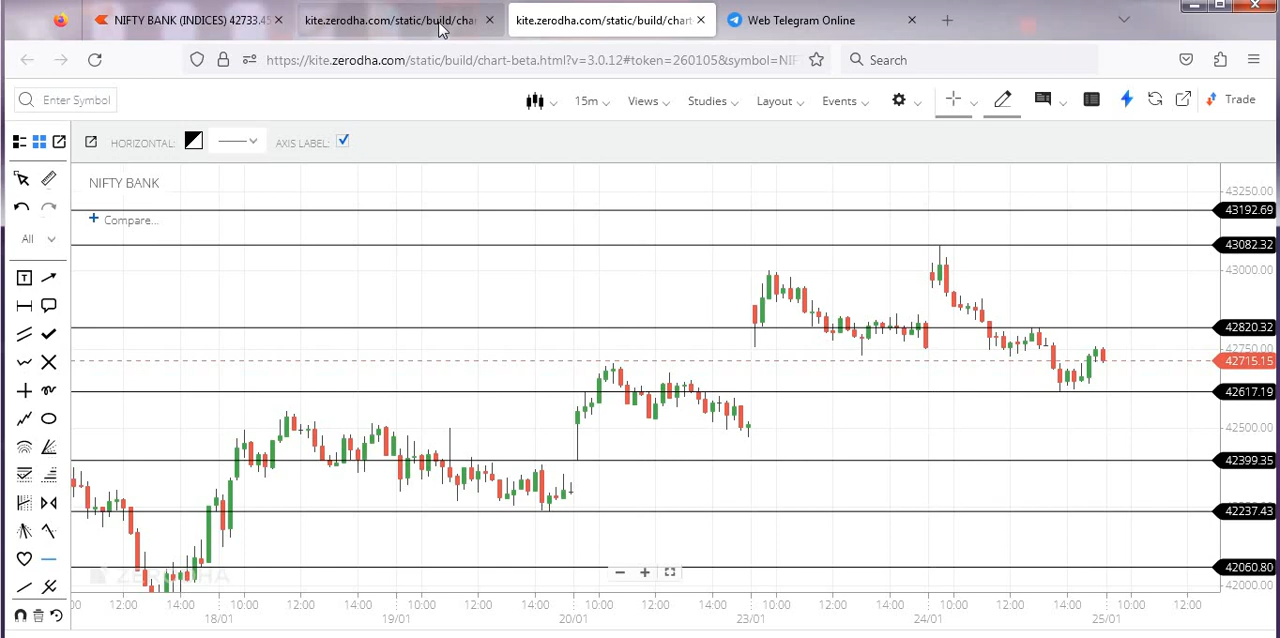 NIFTY BANK (INDICES) 42733.45
kite.zerodha.com/static/build/char
kite.zerodha.com/static/build/chart
Web Telegram Online
https://kite.zerodha.com/static/build/chart-beta.html?v=3.0.12#token=260105&symbol=NIF
Search
Enter Symbol
15m
Views
Studies
Layout
Events
Trade
HORIZONTAL:
AXIS LABEL:
NIFTY BANK
Compare...
All
T
43250.00
43192.69
43082.32
43000.00
42820.32
42750.00
42715.15
42617.19
42500.00
42399.35
42237.43
42060.80
42000.00
ZERODHA
00 12:00 14:00 10:00 12:00 14:00 10:00 12:00 14:00 10:00 12:00 14:00 10:00 12:00 14:00 10:00 12:00 14:00 10:00 12:00
18/01 19/01 20/01 23/01 24/01 25/01